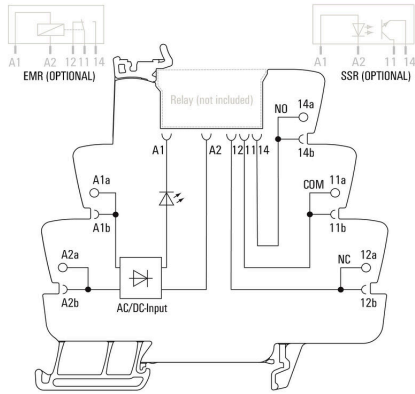 A1 A2 12 11 14
EMR (OPTIONAL)
A1 A2 11 14
SSR (OPTIONAL)
Relay (not included)
NO 14a
A1 A2 12 11 14
14b
A1a
COM 11a
A1b
11b
A2a
NC 12a
A2b
12b
AC/DC-Input